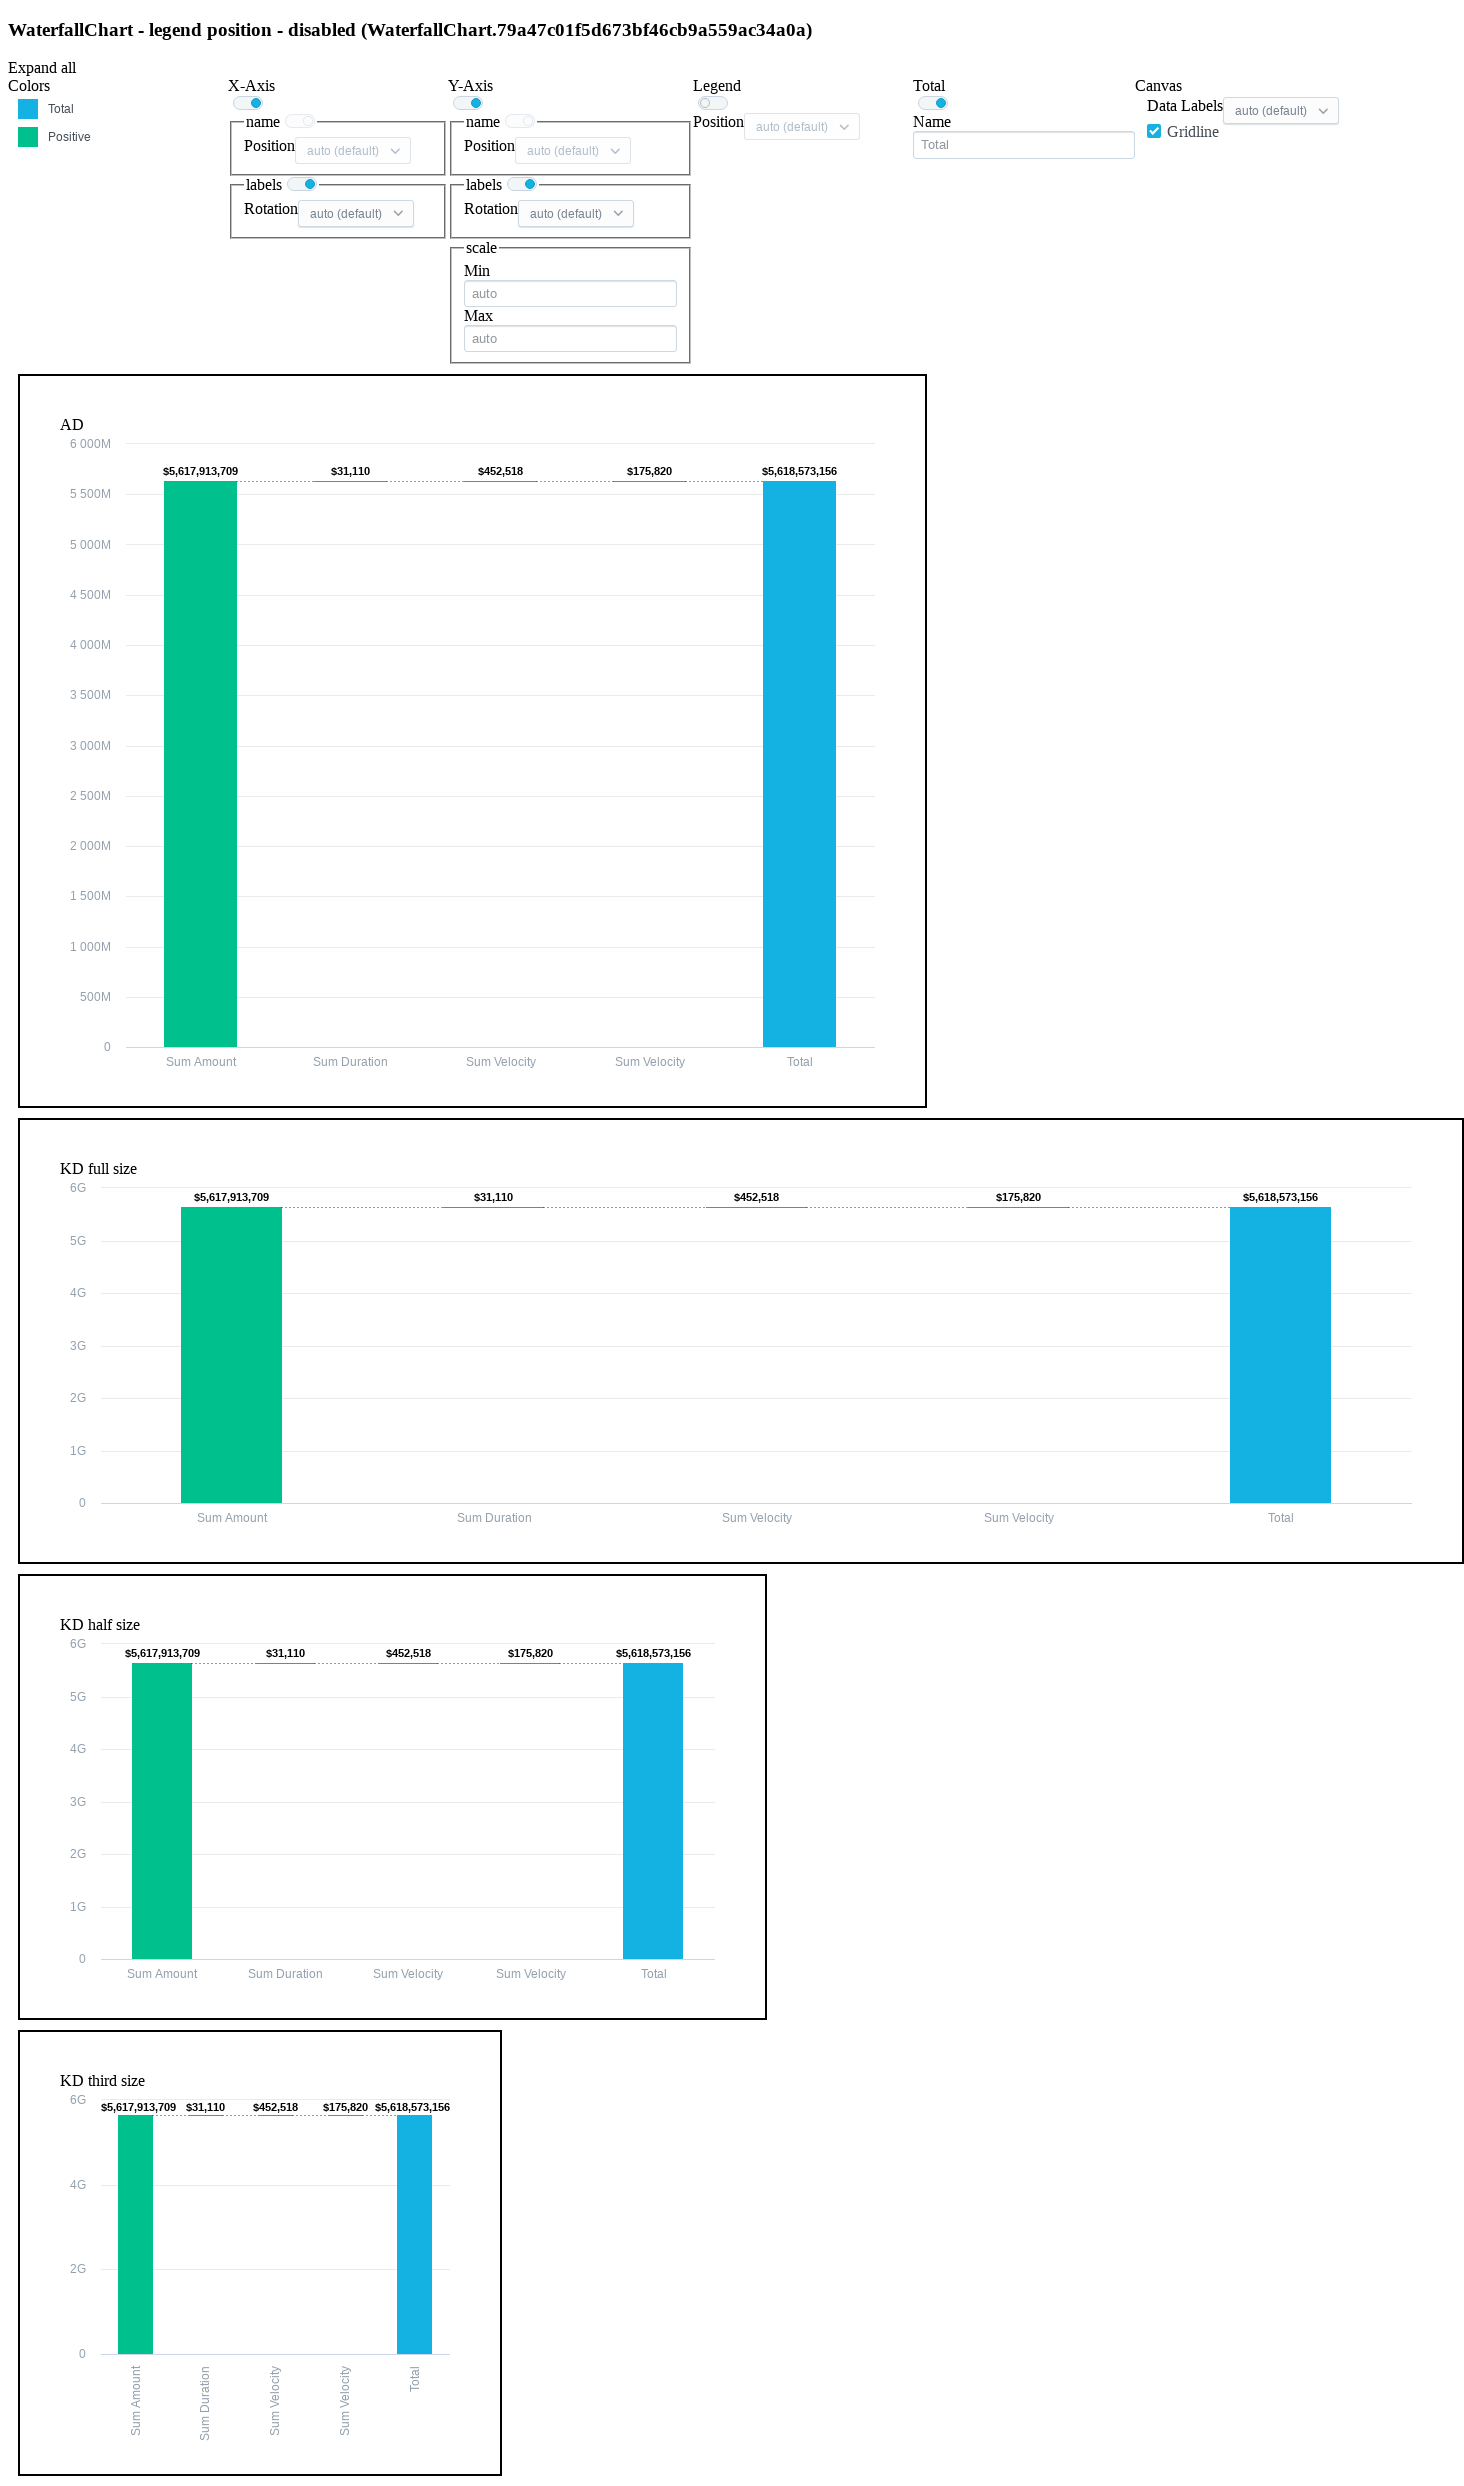 WaterfallChart - legend position - disabled (WaterfallChart.79a47c01f5d673bf46cb9a559ac34a0a)
Expand all
Colors
Total
Positive
X-Axis
name
Position auto (default)
labels
Rotation auto (default)
Y-Axis
name
Position auto (default)
labels
Rotation auto (default)
scale
Min
auto
Max
auto
Legend
Position auto (default)
Total
Name
Total
Canvas
Data Labels auto (default)
Gridline
AD
6 000M
$5,617,913,709 $31,110 $452,518 $175,820 $5,618,573,156
5 500M
5 000M
4 500M
4 000M
3 500M
3 000M
2 500M
2 000M
1 500M
1 000M
500M
0
Sum Amount Sum Duration Sum Velocity Sum Velocity Total
KD full size
6G
$5,617,913,709 $31,110 $452,518 $175,820 $5,618,573,156
5G
4G
3G
2G
1G
0
Sum Amount Sum Duration Sum Velocity Sum Velocity Total
KD half size
6G
$5,617,913,709 $31,110 $452,518 $175,820 $5,618,573,156
5G
4G
3G
2G
1G
0
Sum Amount Sum Duration Sum Velocity Sum Velocity Total
KD third size
6G
$5,617,913,709 $31,110 $452,518 $175,820 $5,618,573,156
4G
2G
0
Sum Amount
Sum Duration
Sum Velocity
Sum Velocity
Total